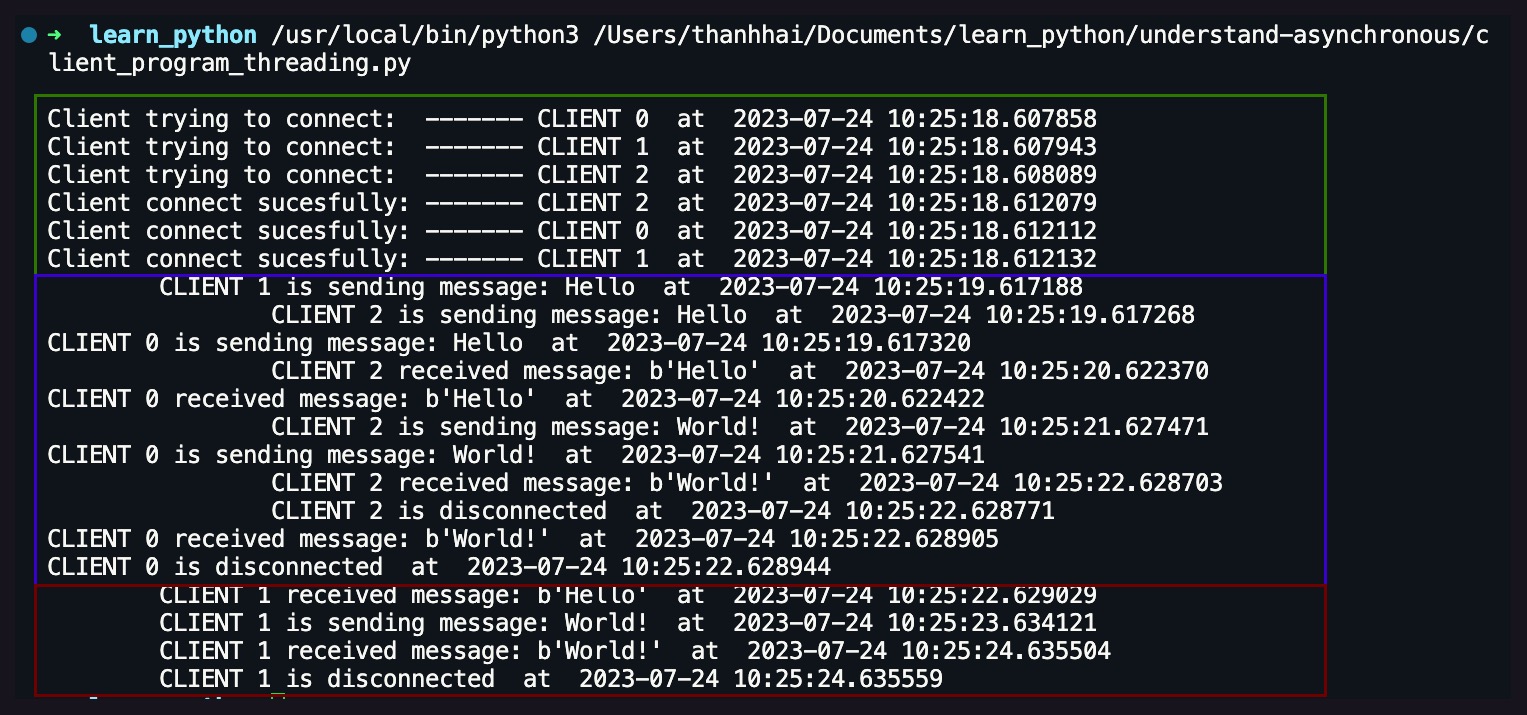 ➜  learn_python /usr/local/bin/python3 /Users/thanhhai/Documents/learn_python/understand-asynchronous/c
lient_program_threading.py
Client trying to connect:  ------- CLIENT 0  at  2023-07-24 10:25:18.607858
Client trying to connect:  ------- CLIENT 1  at  2023-07-24 10:25:18.607943
Client trying to connect:  ------- CLIENT 2  at  2023-07-24 10:25:18.608089
Client connect sucesfully: ------- CLIENT 2  at  2023-07-24 10:25:18.612079
Client connect sucesfully: ------- CLIENT 0  at  2023-07-24 10:25:18.612112
Client connect sucesfully: ------- CLIENT 1  at  2023-07-24 10:25:18.612132
        CLIENT 1 is sending message: Hello  at  2023-07-24 10:25:19.617188
                CLIENT 2 is sending message: Hello  at  2023-07-24 10:25:19.617268
CLIENT 0 is sending message: Hello  at  2023-07-24 10:25:19.617320
                CLIENT 2 received message: b'Hello'  at  2023-07-24 10:25:20.622370
CLIENT 0 received message: b'Hello'  at  2023-07-24 10:25:20.622422
                CLIENT 2 is sending message: World!  at  2023-07-24 10:25:21.627471
CLIENT 0 is sending message: World!  at  2023-07-24 10:25:21.627541
                CLIENT 2 received message: b'World!'  at  2023-07-24 10:25:22.628703
                CLIENT 2 is disconnected  at  2023-07-24 10:25:22.628771
CLIENT 0 received message: b'World!'  at  2023-07-24 10:25:22.628905
CLIENT 0 is disconnected  at  2023-07-24 10:25:22.628944
        CLIENT 1 received message: b'Hello'  at  2023-07-24 10:25:22.629029
        CLIENT 1 is sending message: World!  at  2023-07-24 10:25:23.634121
        CLIENT 1 received message: b'World!'  at  2023-07-24 10:25:24.635504
        CLIENT 1 is disconnected  at  2023-07-24 10:25:24.635559